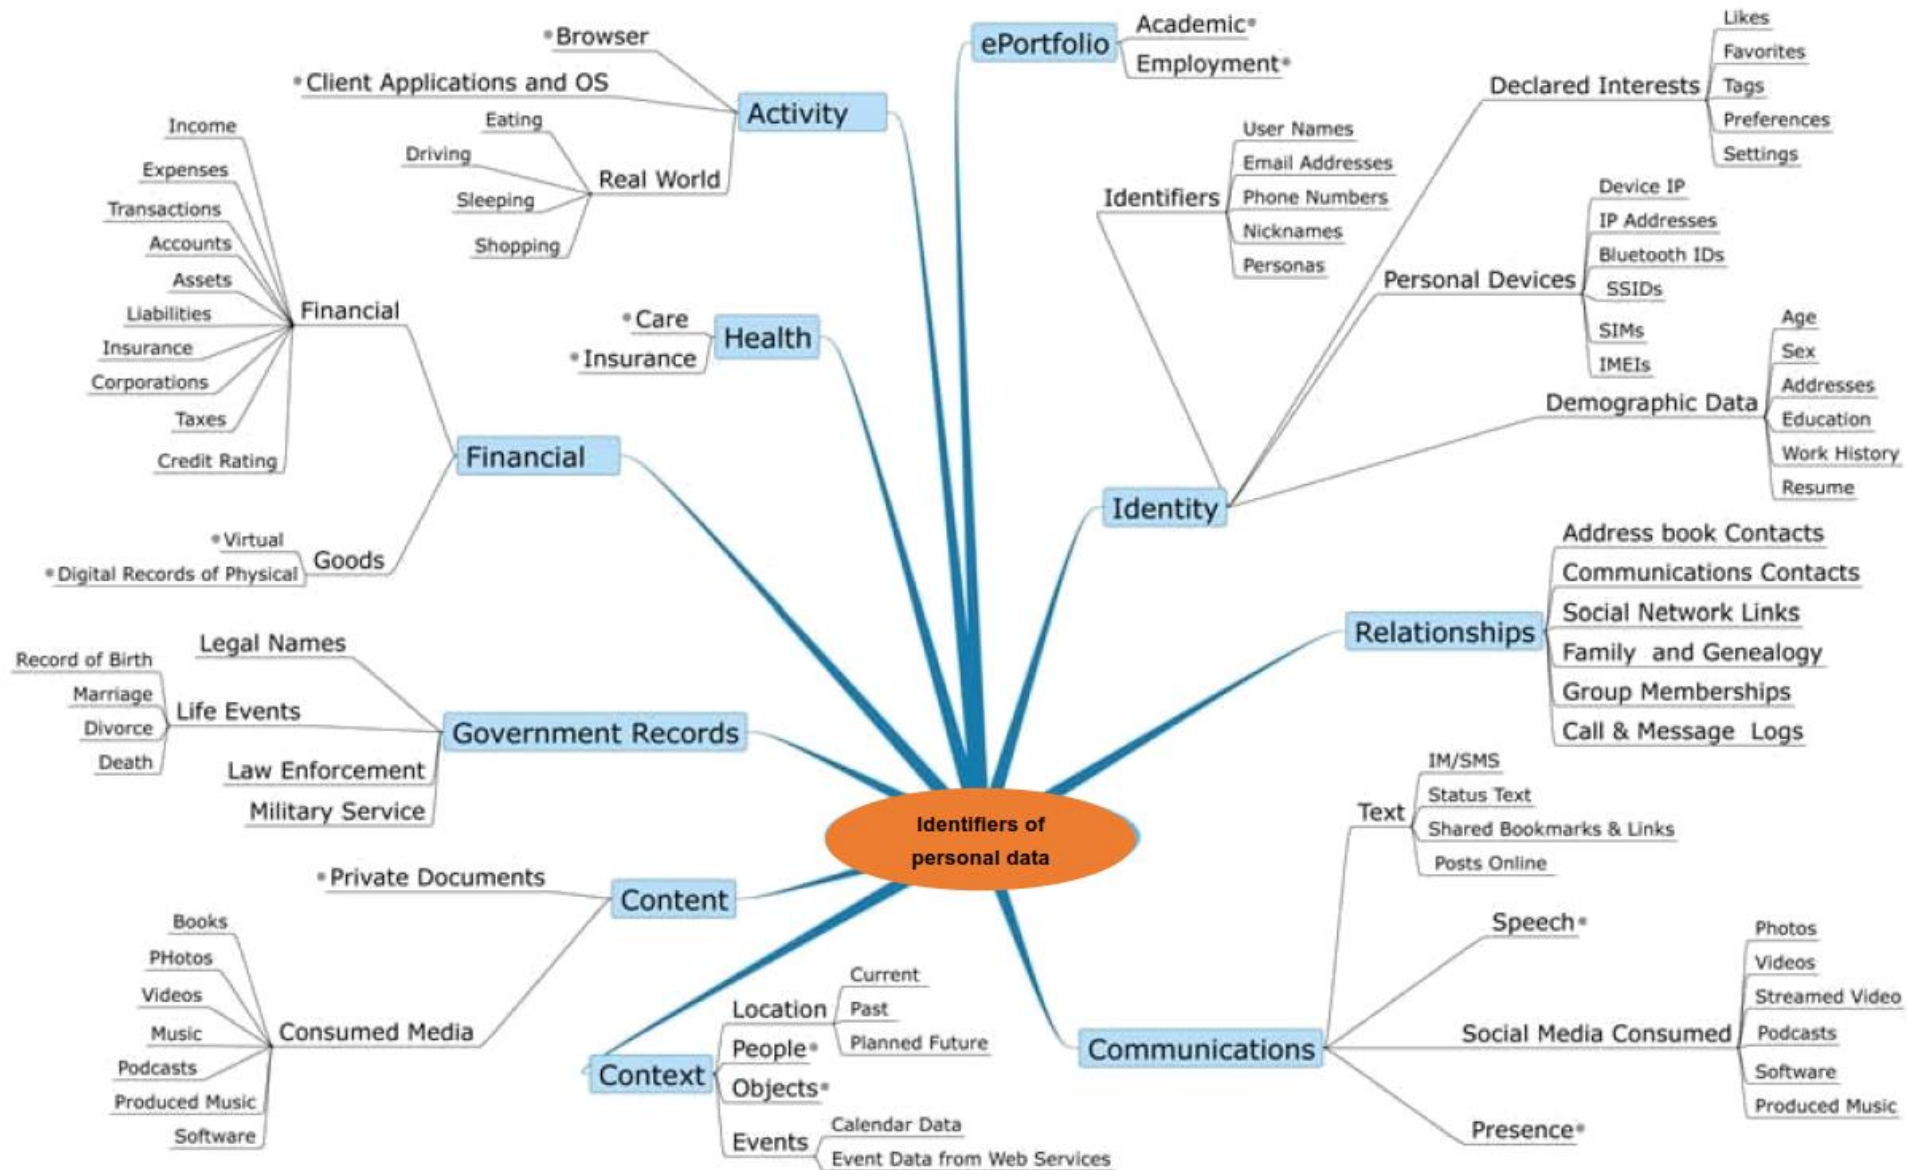 Identifiers of
personal data
ePortfolio
Academic
Employment
Activity
Browser
Client Applications and OS
Real World
Eating
Driving
Sleeping
Shopping
Health
Care
Insurance
Financial
Financial
Income
Expenses
Transactions
Accounts
Assets
Liabilities
Insurance
Corporations
Taxes
Credit Rating
Goods
Virtual
Digital Records of Physical
Government Records
Legal Names
Life Events
Record of Birth
Marriage
Divorce
Death
Law Enforcement
Military Service
Content
Private Documents
Consumed Media
Books
PHotos
Videos
Music
Podcasts
Produced Music
Software
Context
Location
Current
Past
Planned Future
People
Objects
Events
Calendar Data
Event Data from Web Services
Identity
Identifiers
User Names
Email Addresses
Phone Numbers
Nicknames
Personas
Declared Interests
Likes
Favorites
Tags
Preferences
Settings
Personal Devices
Device IP
IP Addresses
Bluetooth IDs
SSIDs
SIMs
IMEIs
Demographic Data
Age
Sex
Addresses
Education
Work History
Resume
Relationships
Address book Contacts
Communications Contacts
Social Network Links
Family and Genealogy
Group Memberships
Call & Message Logs
Communications
Text
IM/SMS
Status Text
Shared Bookmarks & Links
Posts Online
Speech
Social Media Consumed
Photos
Videos
Streamed Video
Podcasts
Software
Produced Music
Presence